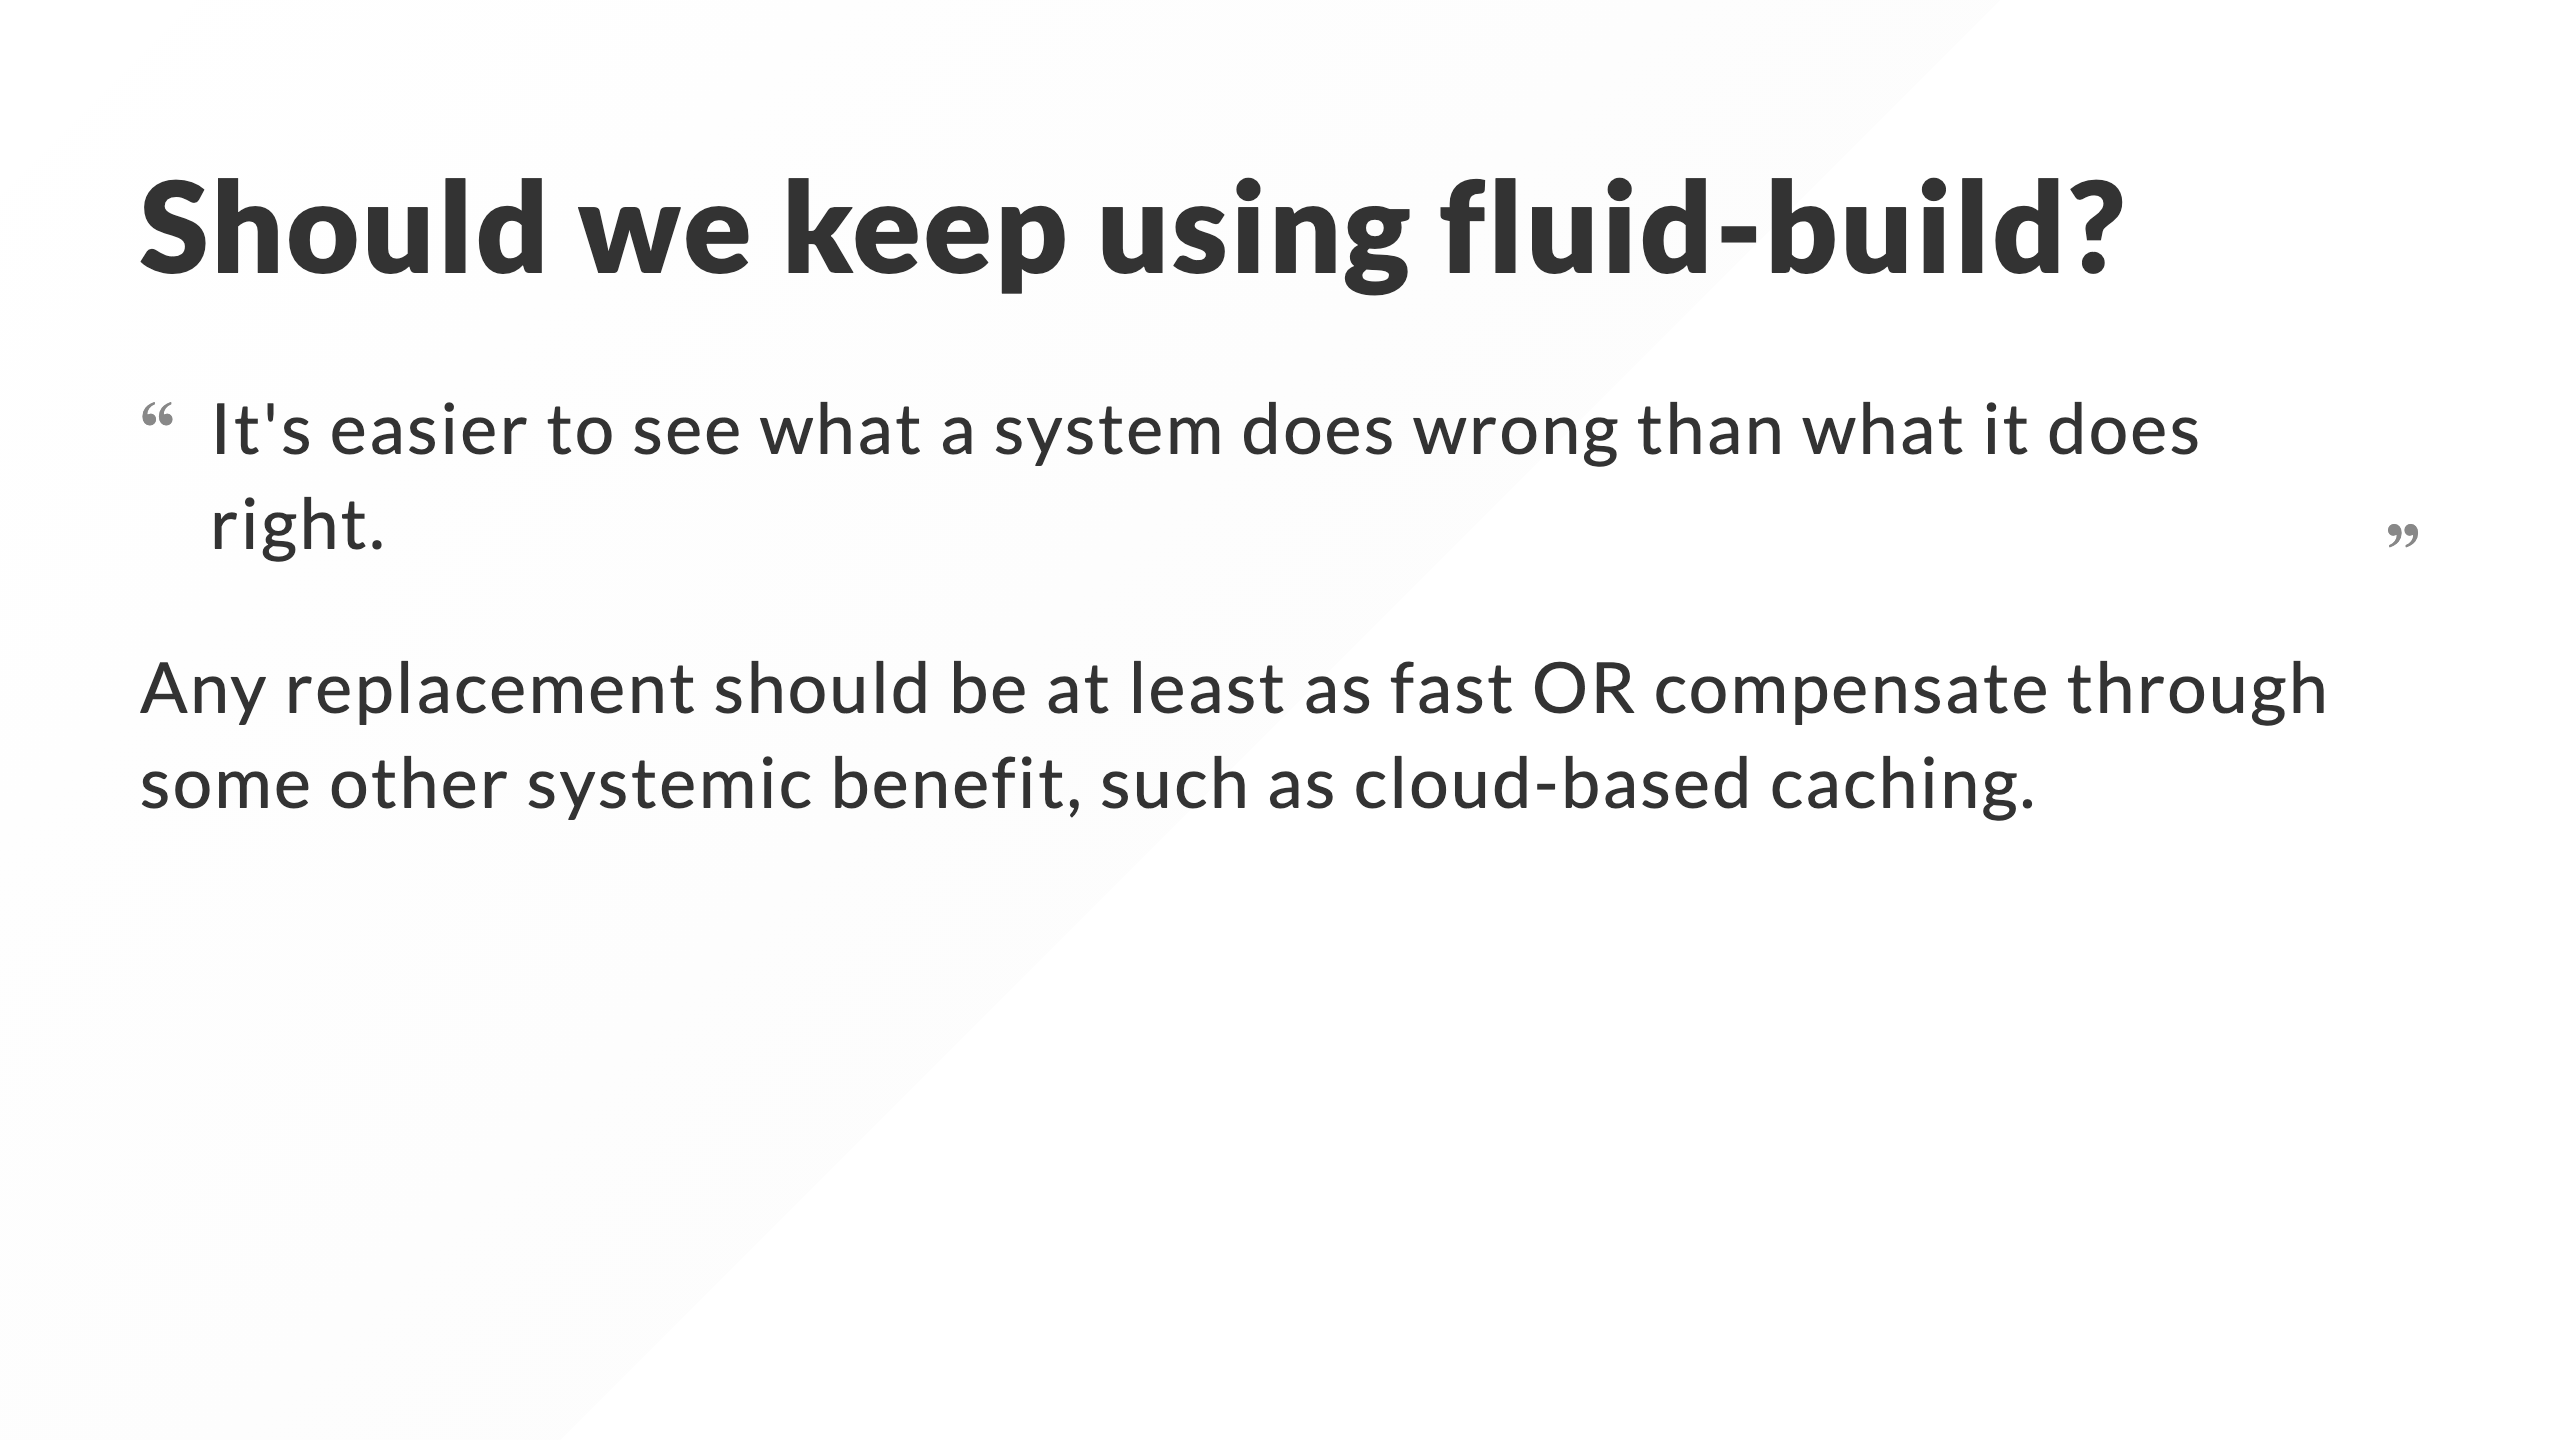 Should we keep using fluid-build?
“ It's easier to see what a system does wrong than what it does
right. ”
Any replacement should be at least as fast OR compensate through
some other systemic benefit, such as cloud-based caching.